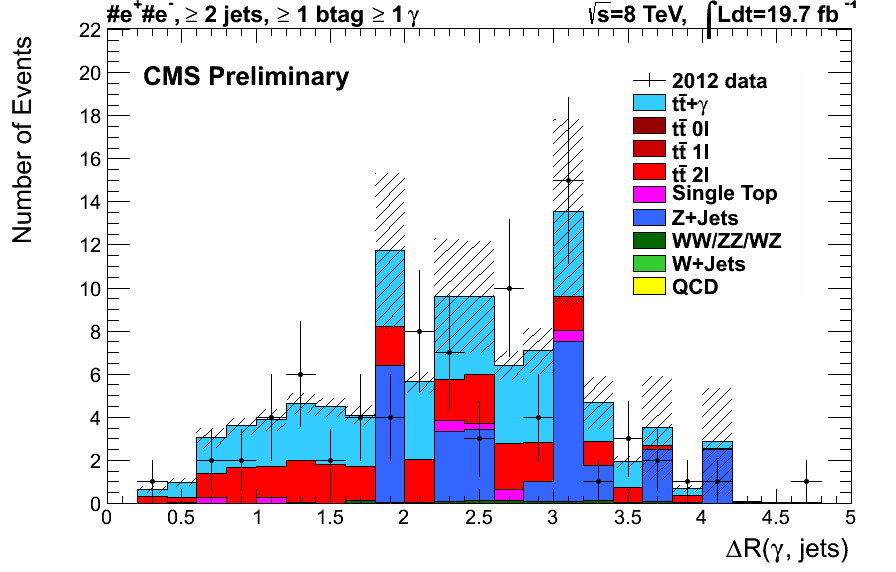 #e⁺#e⁻, ≥ 2 jets, ≥ 1 btag ≥ 1 γ
√s=8 TeV, ∫Ldt=19.7 fb⁻¹
CMS Preliminary
2012 data
tt̄+γ
tt̄ 0l
tt̄ 1l
tt̄ 2l
Single Top
Z+Jets
WW/ZZ/WZ
W+Jets
QCD
Number of Events
22
20
18
16
14
12
10
8
6
4
2
0
0 0.5 1 1.5 2 2.5 3 3.5 4 4.5 5
ΔR(γ, jets)